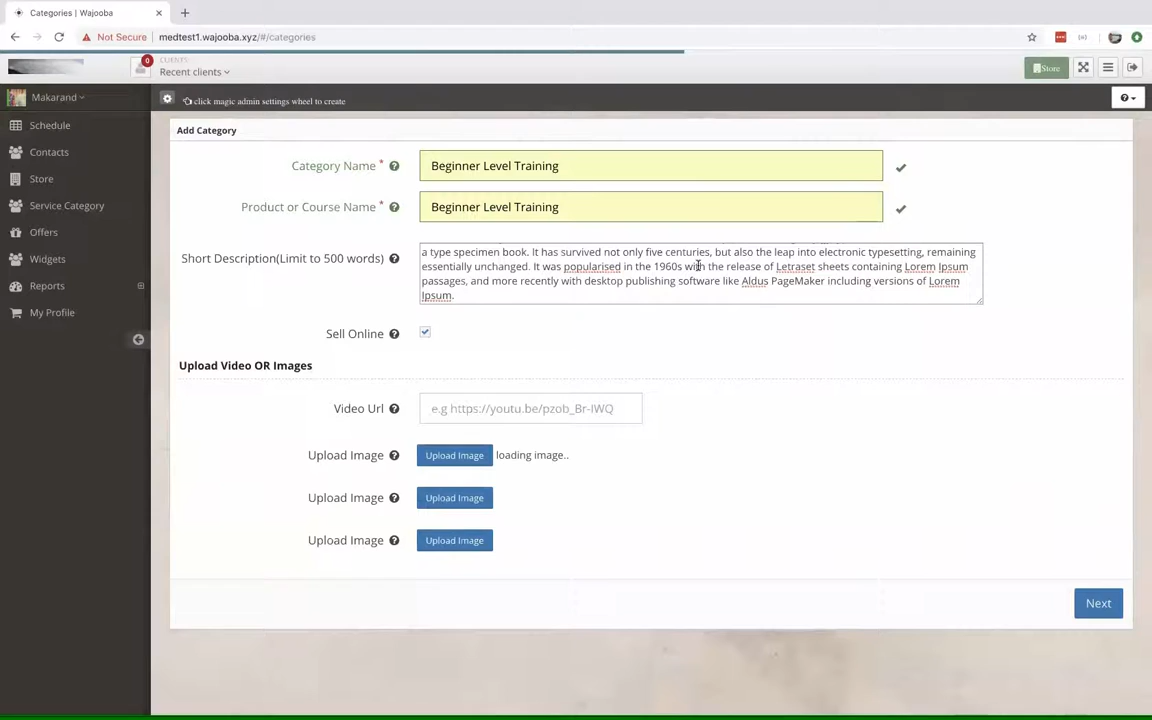 Categories | Wajooba
Not Secure | medtest1.wajooba.xyz/#/categories
0
CLIENTS
Recent clients
Store
Makarand
click magic admin settings wheel to create
Schedule
Contacts
Store
Service Category
Offers
Widgets
Reports
My Profile
Add Category
Category Name *
Beginner Level Training
Product or Course Name *
Beginner Level Training
Short Description(Limit to 500 words)
a type specimen book. It has survived not only five centuries, but also the leap into electronic typesetting, remaining
essentially unchanged. It was popularised in the 1960s with the release of Letraset sheets containing Lorem Ipsum
passages, and more recently with desktop publishing software like Aldus PageMaker including versions of Lorem
Ipsum.
Sell Online
Upload Video OR Images
Video Url
e.g https://youtu.be/pzob_Br-IWQ
Upload Image
Upload Image
loading image..
Upload Image
Upload Image
Upload Image
Upload Image
Next